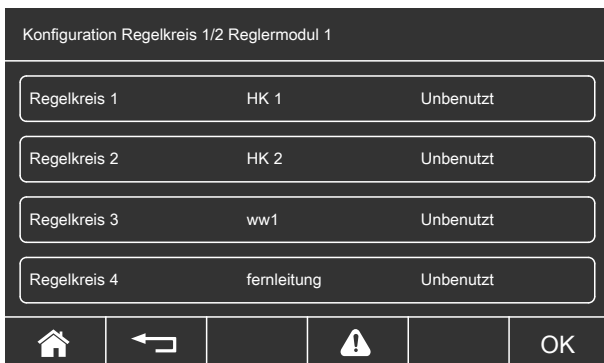 Konfiguration Regelkreis 1/2 Reglermodul 1
Regelkreis 1 HK 1 Unbenutzt
Regelkreis 2 HK 2 Unbenutzt
Regelkreis 3 ww1 Unbenutzt
Regelkreis 4 fernleitung Unbenutzt
OK